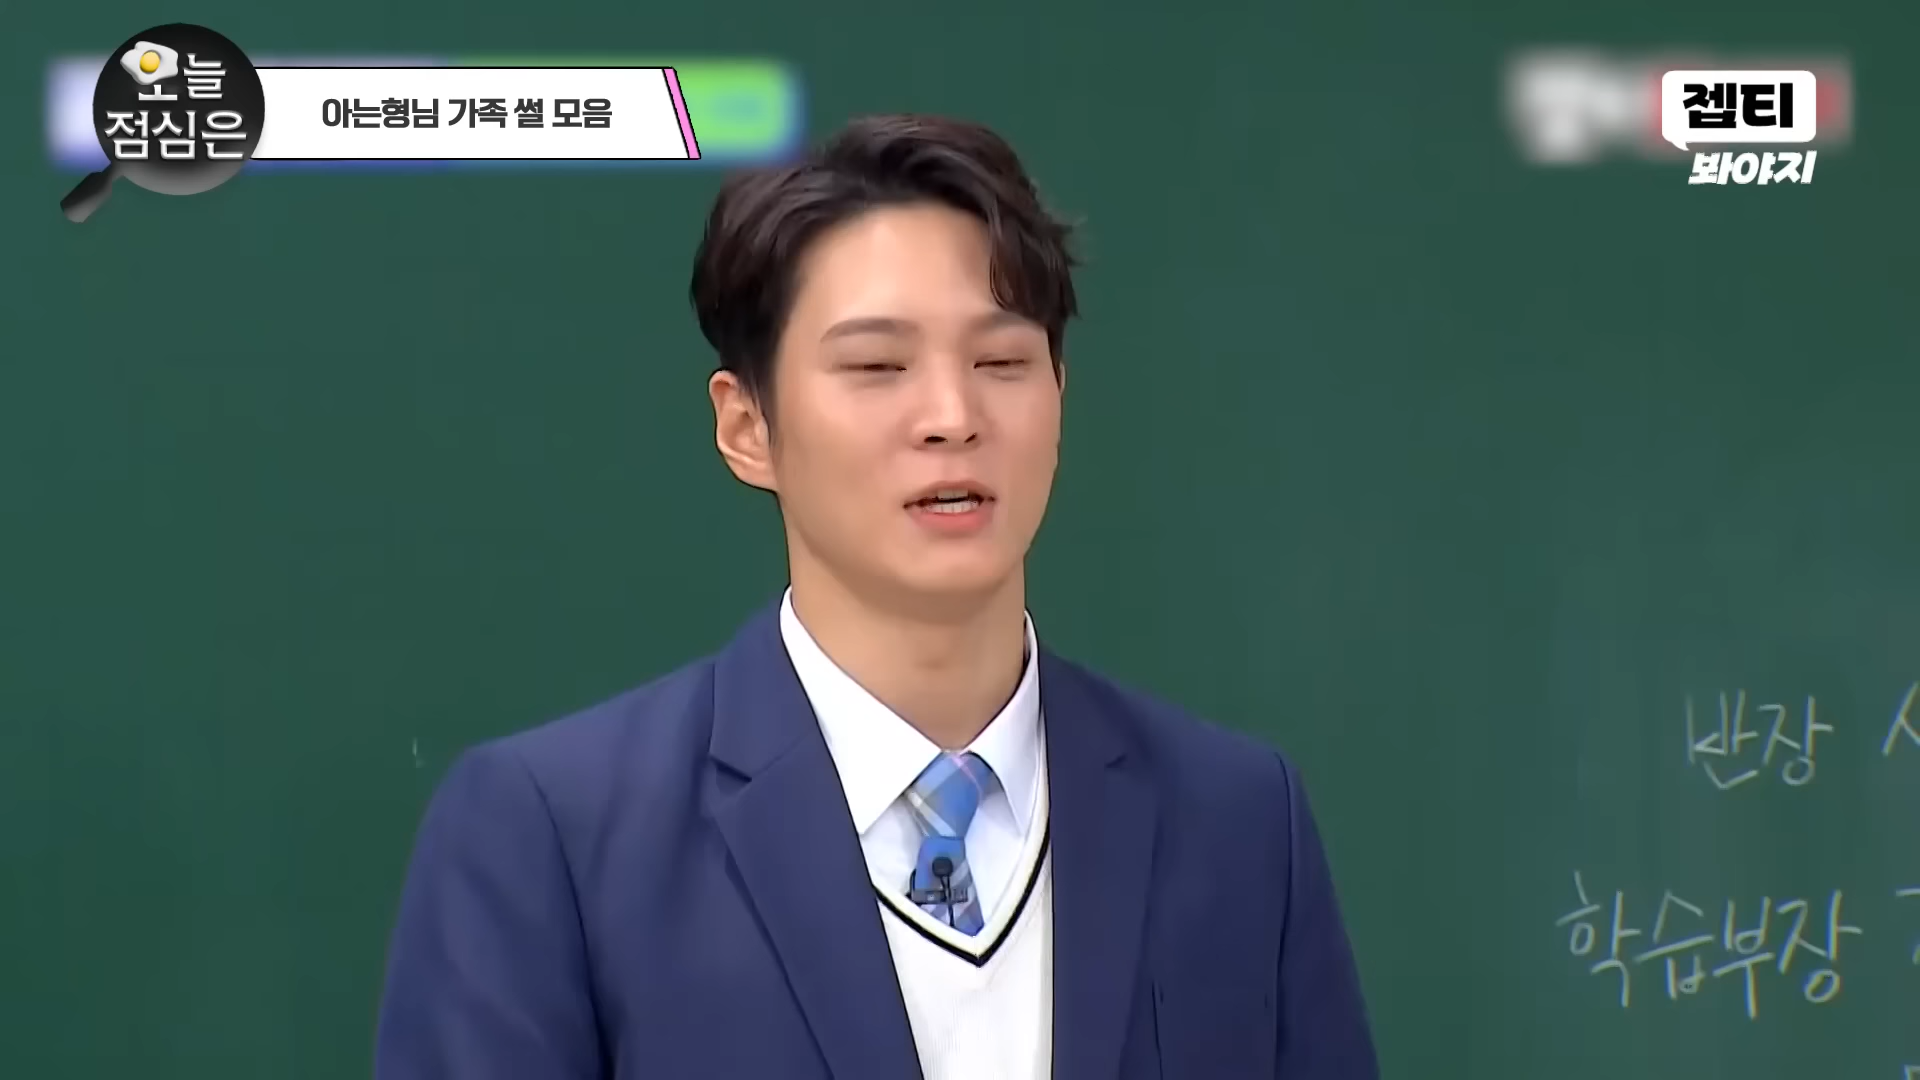 오늘
점심은
아는형님 가족 썰 모음
젭티
봐야지
반장
학습부장